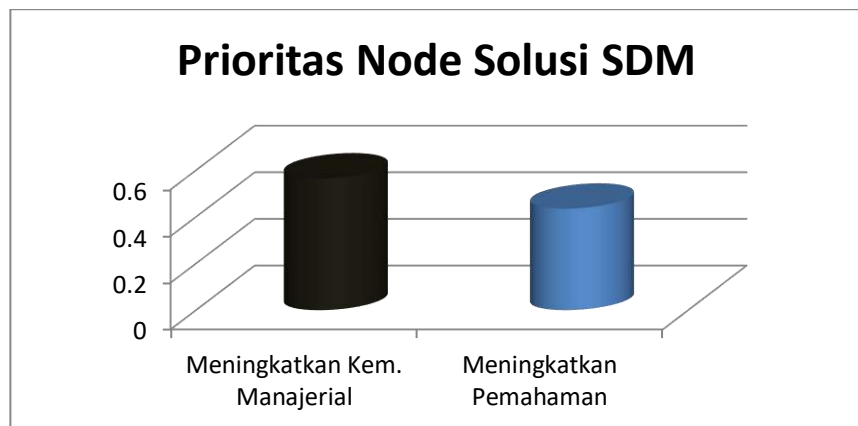 Prioritas Node Solusi SDM
0.6
0.4
0.2
0
Meningkatkan Kem.
Manajerial
Meningkatkan
Pemahaman